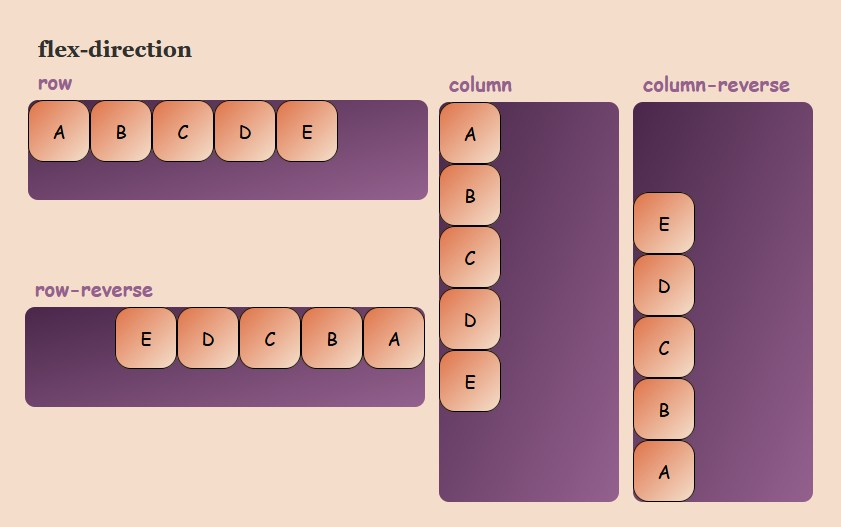 flex-direction
row
A B C D E
row-reverse
E D C B A
column
A
B
C
D
E
column-reverse
E
D
C
B
A